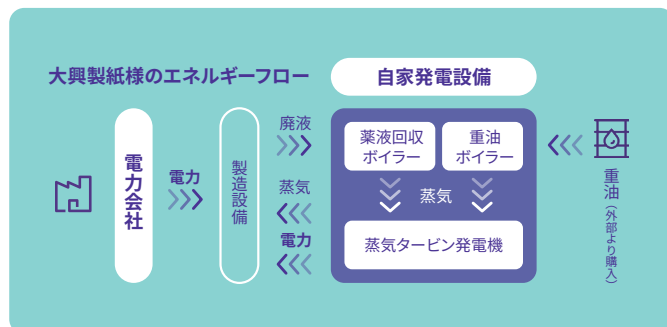 大興製紙様のエネルギーフロー
自家発電設備
電力会社
電力
製造設備
廃液
蒸気
電力
薬液回収
ボイラー
重油
ボイラー
蒸気
蒸気タービン発電機
重油（外部より購入）